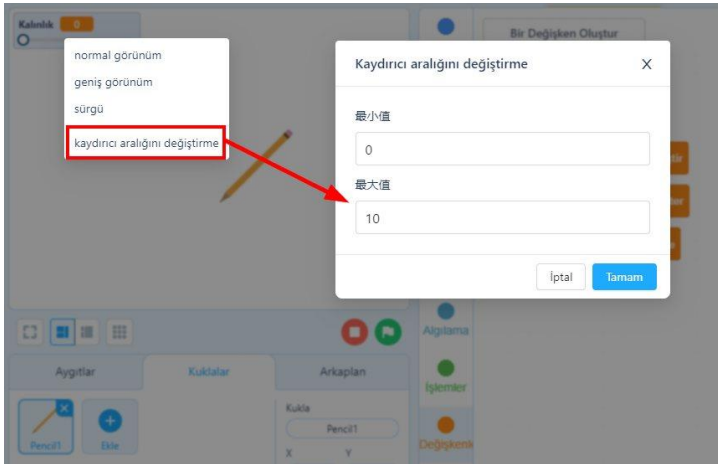 Kalınlık 0
Bir Değişken Oluştur
normal görünüm
geniş görünüm
sürgü
kaydırıcı aralığını değiştirme
Kaydırıcı aralığını değiştirme X
最小值
0
最大值
10
İptal Tamam
Algılama
İşlemler
Aygıtlar Kuklalar Arkaplan
Kukla
Pencil1
Pencil1 Ekle
X Y